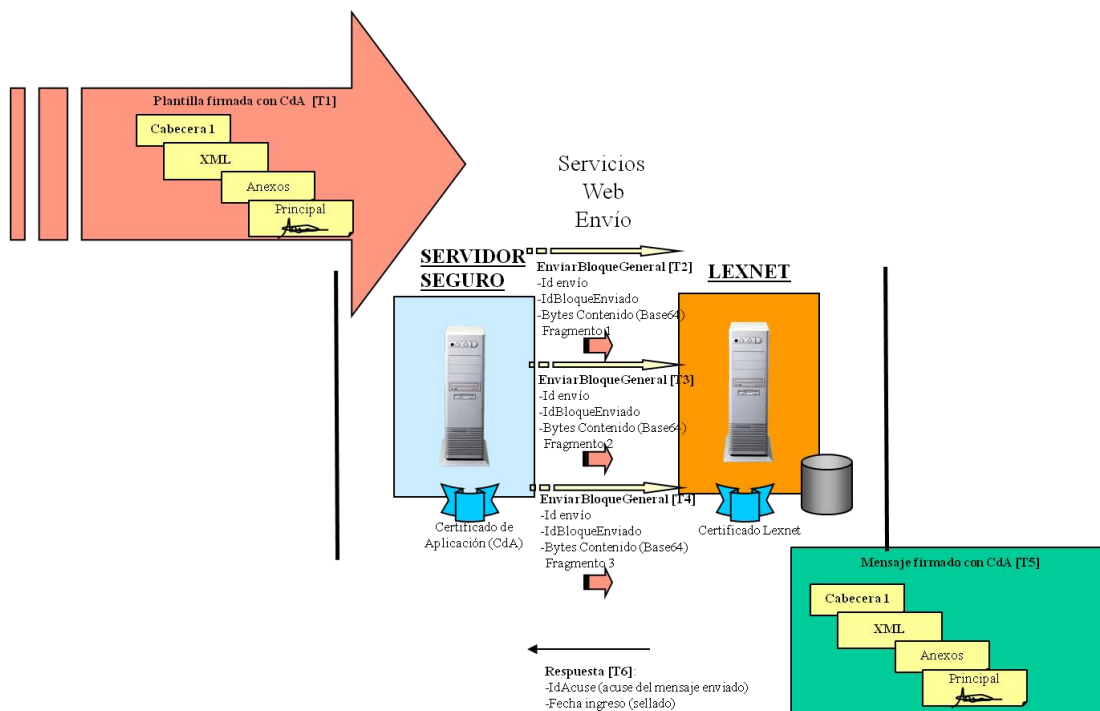 Plantilla firmada con CdA [T1]
Cabecera 1
XML
Anexos
Principal
Servicios
Web
Envío
SERVIDOR
SEGURO
LEXNET
EnviarBloqueGeneral [T2]
-Id envío
-IdBloqueEnviado
-Bytes Contenido (Base64)
Fragmento 1
EnviarBloqueGeneral [T3]
-Id envío
-IdBloqueEnviado
-Bytes Contenido (Base64)
Fragmento 2
EnviarBloqueGeneral [T4]
-Id envío
-IdBloqueEnviado
-Bytes Contenido (Base64)
Fragmento 3
Certificado de
Aplicación (CdA)
Certificado Lexnet
Mensaje firmado con CdA [T5]
Cabecera 1
XML
Anexos
Principal
Respuesta [T6]:
-IdAcuse (acuse del mensaje enviado)
-Fecha ingreso (sellado)